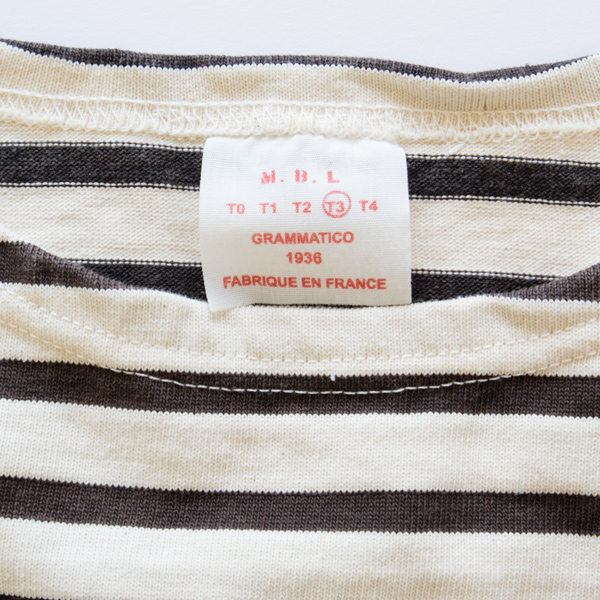 M. B. L
T0 T1 T2 T3 T4
GRAMMATICO
1936
FABRIQUE EN FRANCE